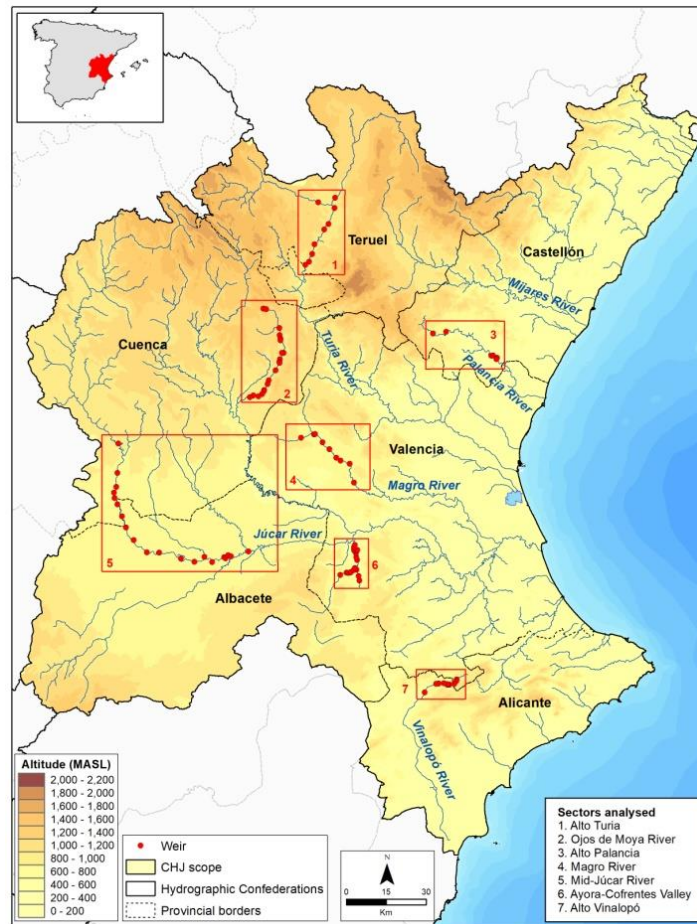 Teruel
1
Castellón
Mijares River
Cuenca
2
Turia River
3
Palancia River
Valencia
4
Magro River
Júcar River
5
6
Albacete
7
Alicante
Vinalopó River
Altitude (MASL)
2,000 - 2,200
1,800 - 2,000
1,600 - 1,800
1,400 - 1,600
1,200 - 1,400
1,000 - 1,200
800 - 1,000
600 - 800
400 - 600
200 - 400
0 - 200
Weir
CHJ scope
Hydrographic Confederations
Provincial borders
N
0 15 30
Km
Sectors analysed
1. Alto Turia
2. Ojos de Moya River
3. Alto Palancia
4. Magro River
5. Mid-Júcar River
6. Ayora-Cofrentes Valley
7. Alto Vinalopó